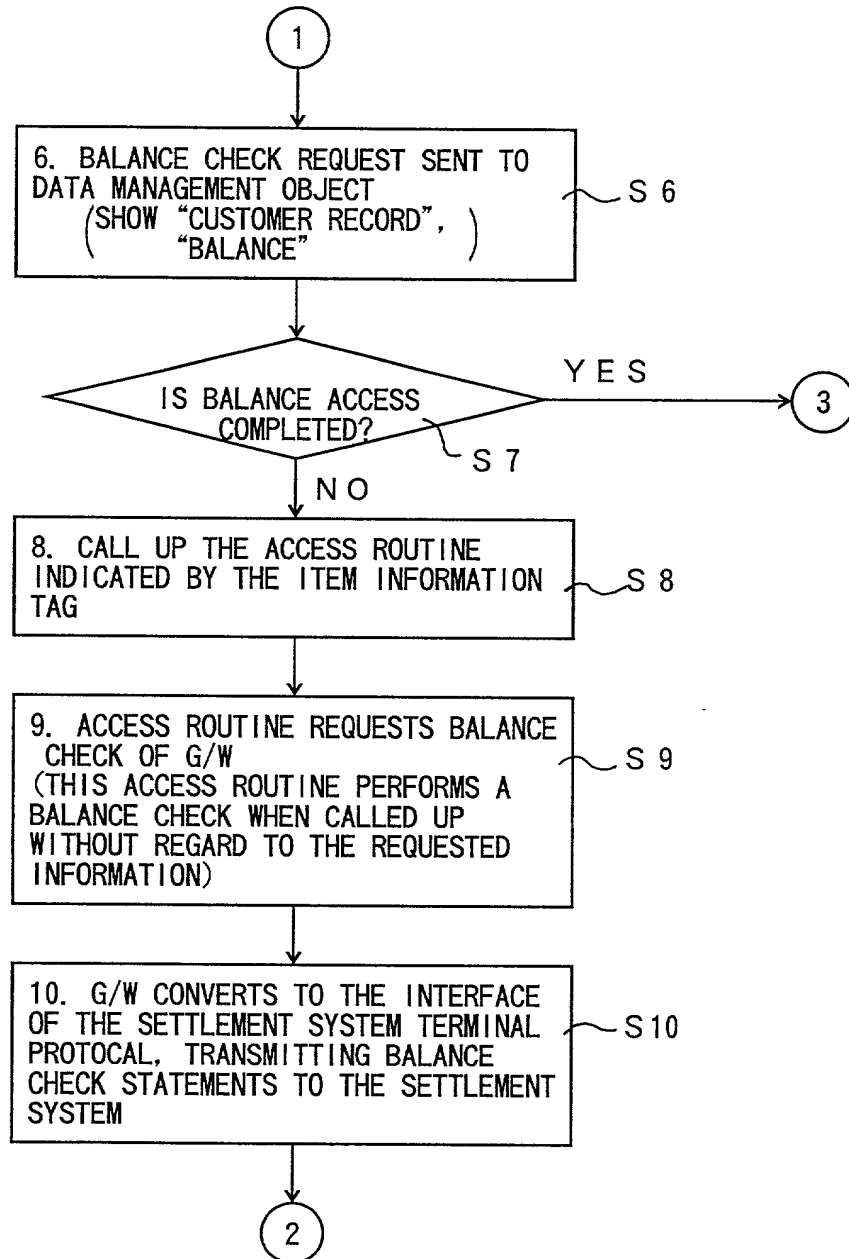 1
6. BALANCE CHECK REQUEST SENT TO
DATA MANAGEMENT OBJECT
(SHOW “CUSTOMER RECORD”,
“BALANCE” )
S 6
IS BALANCE ACCESS
COMPLETED?
S 7
YES
3
NO
8. CALL UP THE ACCESS ROUTINE
INDICATED BY THE ITEM INFORMATION
TAG
S 8
9. ACCESS ROUTINE REQUESTS BALANCE
CHECK OF G/W
(THIS ACCESS ROUTINE PERFORMS A
BALANCE CHECK WHEN CALLED UP
WITHOUT REGARD TO THE REQUESTED
INFORMATION)
S 9
10. G/W CONVERTS TO THE INTERFACE
OF THE SETTLEMENT SYSTEM TERMINAL
PROTOCAL, TRANSMITTING BALANCE
CHECK STATEMENTS TO THE SETTLEMENT
SYSTEM
S10
2